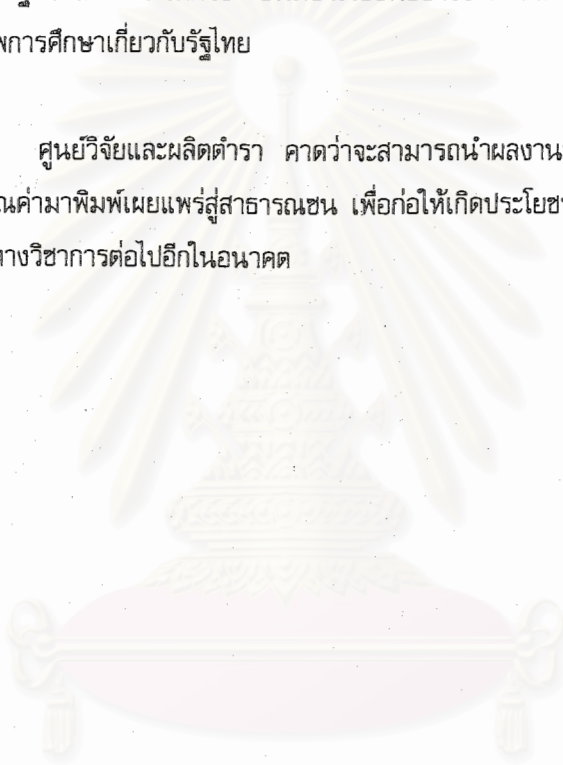 พการศึกษาเกี่ยวกับรัฐไทย
ศูนย์วิจัยและผลิตตำรา คาดว่าจะสามารถนำผลงาน
ณค่ามาพิมพ์เผยแพร่สู่สาธารณชน เพื่อก่อให้เกิดประโยช
ทางวิชาการต่อไปอีกในอนาคต